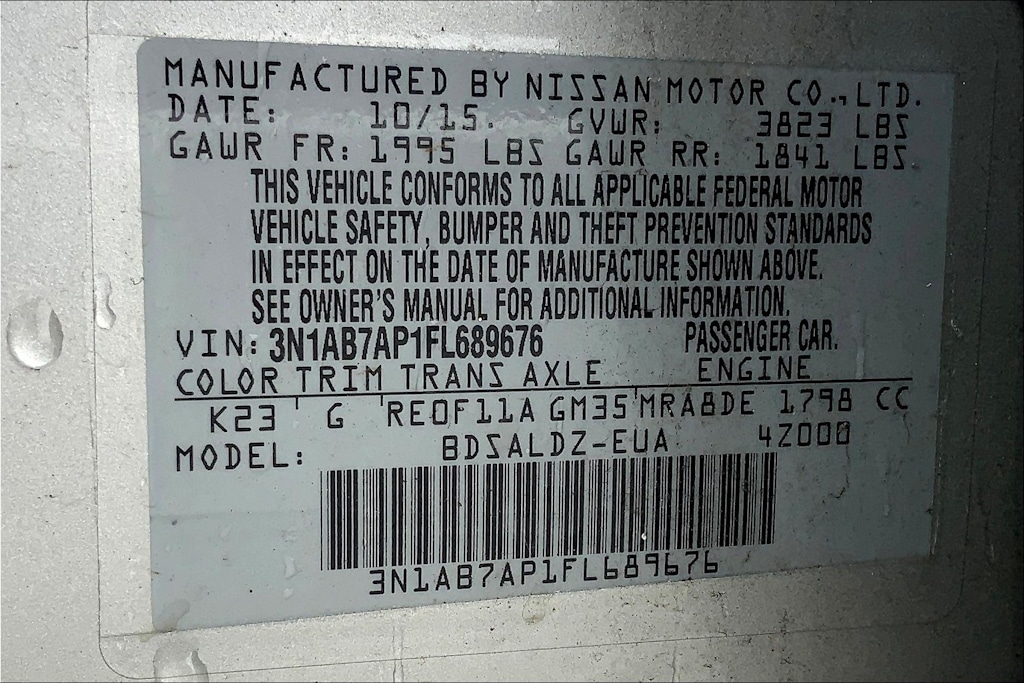 MANUFACTURED BY NISSAN MOTOR CO.,LTD.
DATE: 10/15. GVWR: 3823 LBS
GAWR FR: 1995 LBS GAWR RR: 1841 LBS
THIS VEHICLE CONFORMS TO ALL APPLICABLE FEDERAL MOTOR
VEHICLE SAFETY, BUMPER AND THEFT PREVENTION STANDARDS
IN EFFECT ON THE DATE OF MANUFACTURE SHOWN ABOVE.
SEE OWNER'S MANUAL FOR ADDITIONAL INFORMATION.
VIN: 3N1AB7AP1FL689676 PASSENGER CAR.
COLOR TRIM TRANS AXLE ENGINE
K23 G RE0F11A GM35 MRA8DE 1798 CC
MODEL: BDSALDZ-EUA 4Z000
3N1AB7AP1FL689676